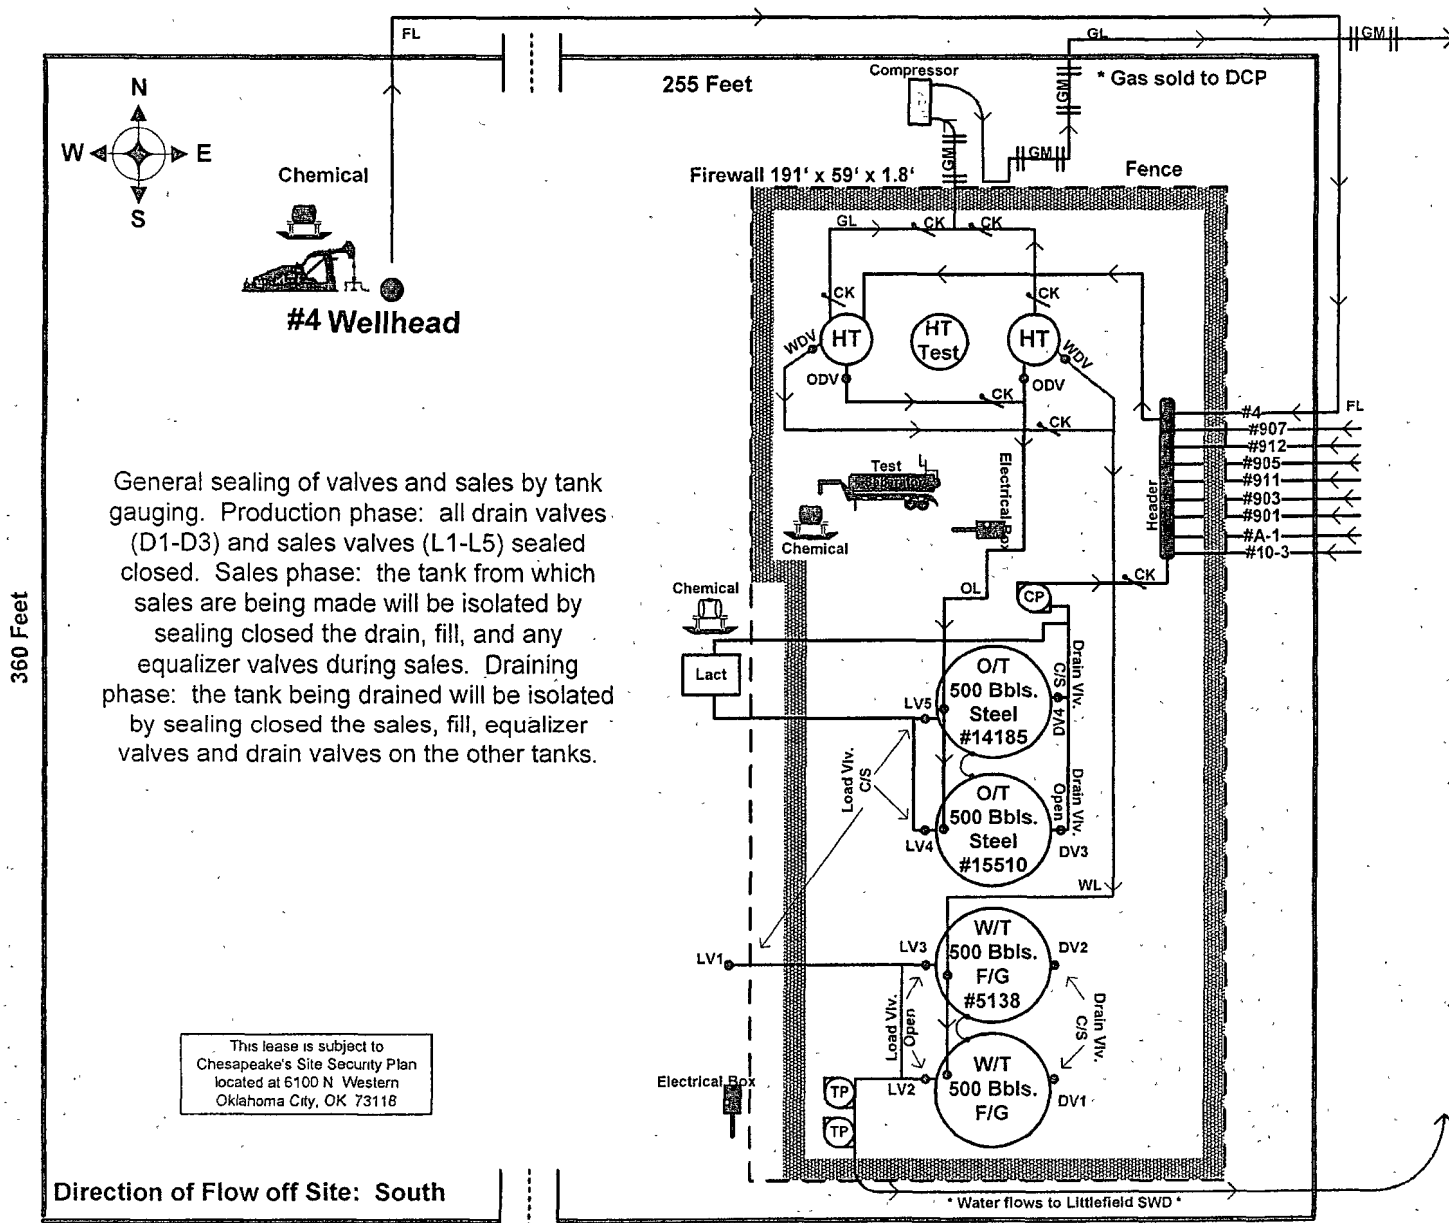 FL
GL
GM
255 Feet
Compressor
GM
* Gas sold to DCP
N
W E
S
Chemical
GM
GM
Firewall 191' x 59' x 1.8'
Fence
GL
CK
CK
CK
CK
#4 Wellhead
HT
HT
Test
HT
WDV
WDV
ODV
ODV
CK
CK
#4
FL
#907
#912
#905
#911
#903
#901
#A-1
#10-3
Header
Test
Electrical Box
Chemical
General sealing of valves and sales by tank
gauging. Production phase: all drain valves
(D1-D3) and sales valves (L1-L5) sealed
closed. Sales phase: the tank from which
sales are being made will be isolated by
sealing closed the drain, fill, and any
equalizer valves during sales. Draining
phase: the tank being drained will be isolated
by sealing closed the sales, fill, equalizer
valves and drain valves on the other tanks.
360 Feet
CK
OL
CP
Chemical
Lact
O/T
500 Bbls.
Steel
#14185
LV5
Drain Vlv.
C/S
DV4
Load Vlv.
C/S
O/T
500 Bbls.
Steel
#15510
LV4
Drain Vlv.
Open
DV3
WL
W/T
500 Bbls.
F/G
#5138
LV1
LV3
DV2
Load Vlv.
Open
Drain Vlv.
C/S
W/T
500 Bbls.
F/G
LV2
DV1
Electrical Box
TP
TP
This lease is subject to
Chesapeake's Site Security Plan
located at 6100 N Western
Oklahoma City, OK 73118
Direction of Flow off Site: South
* Water flows to Littlefield SWD *